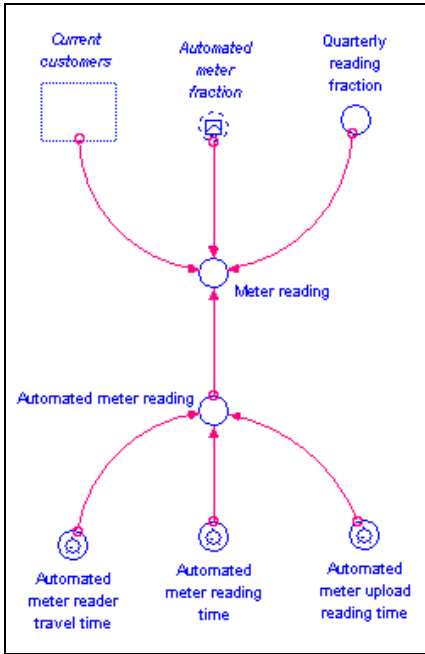 Current
customers
Automated
meter
fraction
Quarterly
reading
fraction
Meter reading
Automated meter reading
Automated
meter reader
travel time
Automated
meter reading
time
Automated
meter upload
reading time